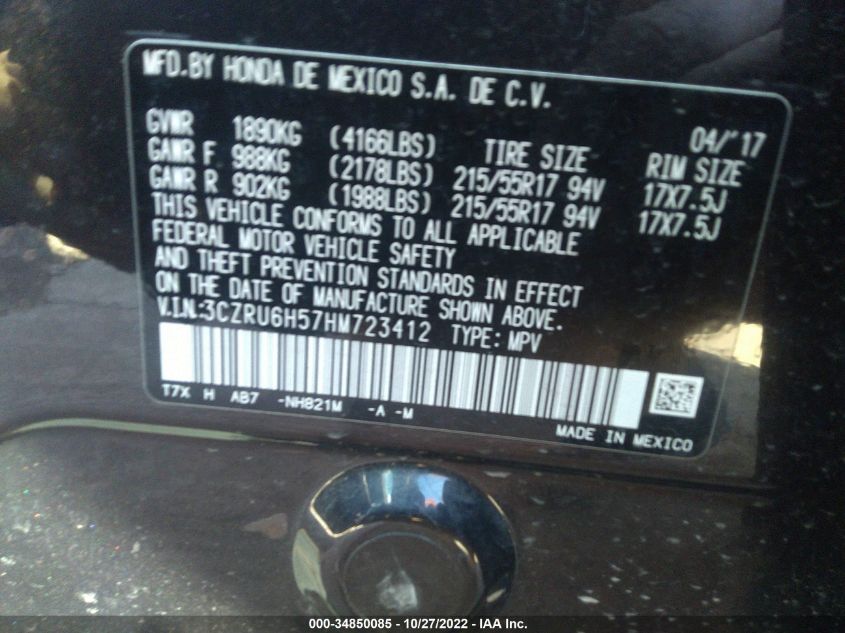 MFD.BY HONDA DE MEXICO S.A. DE C.V.
04/'17
GVWR 1890KG (4166LBS) TIRE SIZE RIM SIZE
GAWR F 988KG (2178LBS) 215/55R17 94V 17X7.5J
GAWR R 902KG (1988LBS) 215/55R17 94V 17X7.5J
THIS VEHICLE CONFORMS TO ALL APPLICABLE
FEDERAL MOTOR VEHICLE SAFETY
AND THEFT PREVENTION STANDARDS IN EFFECT
ON THE DATE OF MANUFACTURE SHOWN ABOVE.
V.I.N.:3CZRU6H57HM723412 TYPE: MPV
T7X H AB7 -NH821M -A -M
MADE IN MEXICO
000-34850085 - 10/27/2022 - IAA Inc.